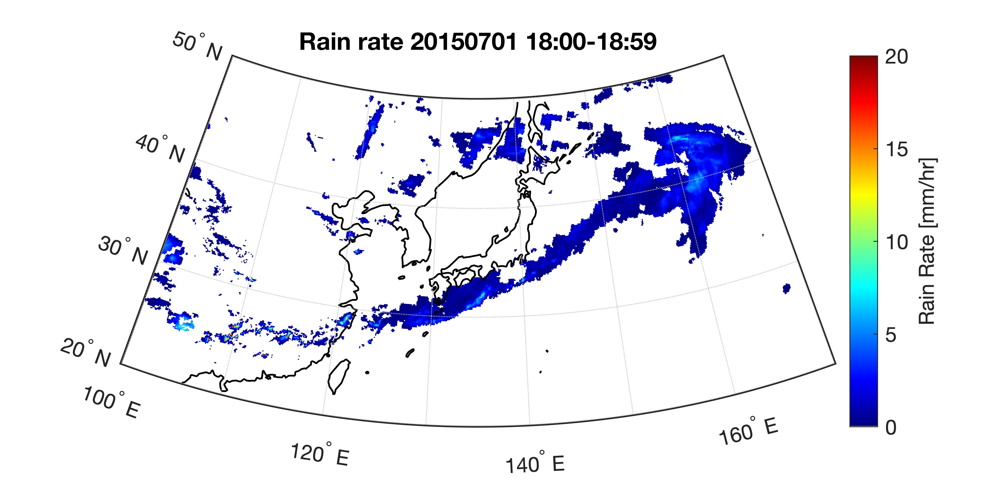 Rain rate 20150701 18:00-18:59
50° N
40° N
30° N
20° N
100° E
120° E
140° E
160° E
20
15
10
5
0
Rain Rate [mm/hr]